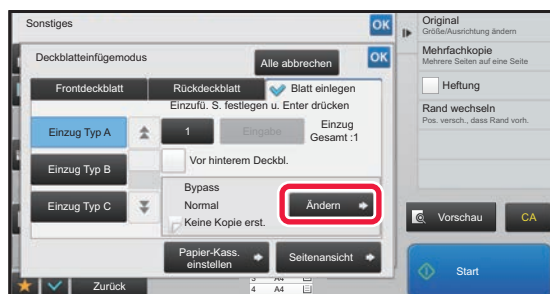 Sonstiges
OK
Deckblatteinfügemodus
Alle abbrechen
OK
Frontdeckblatt
Rückdeckblatt
Blatt einlegen
Einzufü. S. festlegen u. Enter drücken
Einzug Typ A
1
Eingabe
Einzug
Gesamt :1
Einzug Typ B
Vor hinterem Deckbl.
Einzug Typ C
Bypass
Normal
Keine Kopie erst.
Ändern
Papier-Kass.
einstellen
Seitenansicht
Zurück
3 A4
4 A4
Original
Größe/Ausrichtung ändern
Mehrfachkopie
Mehrere Seiten auf eine Seite
Heftung
Rand wechseln
Pos. versch., dass Rand vorh.
Vorschau
CA
Start